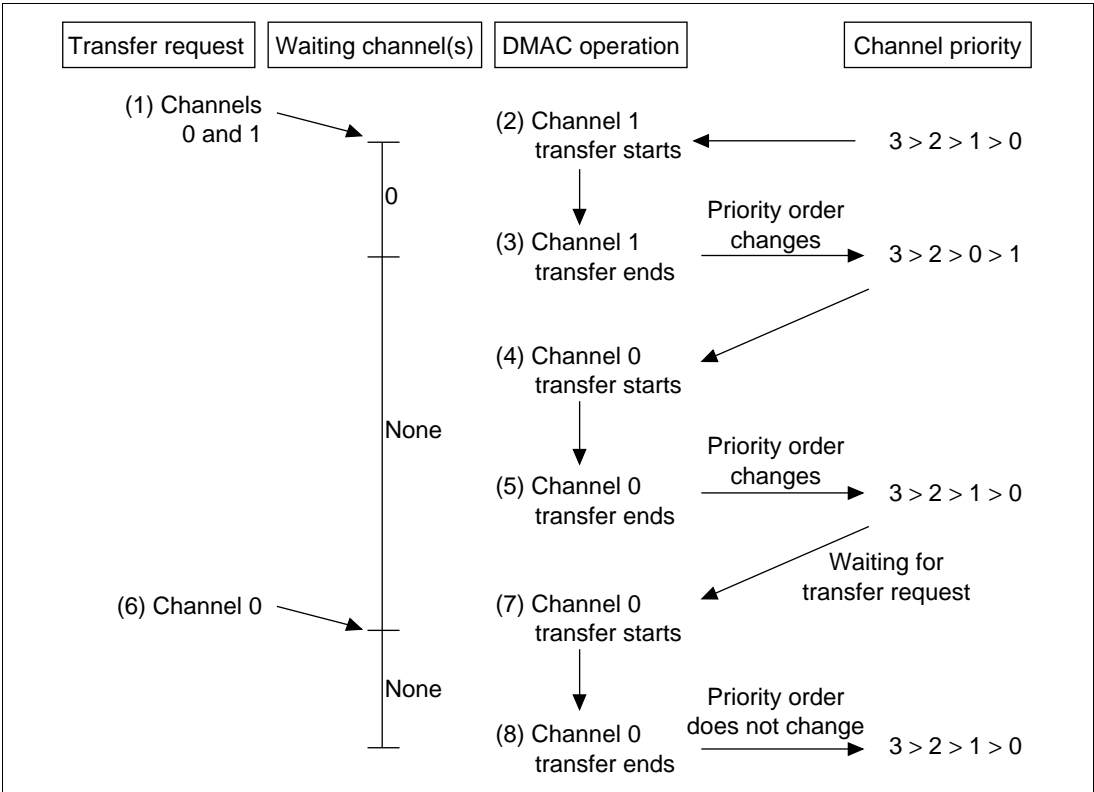 Transfer request
Waiting channel(s)
DMAC operation
Channel priority
(1) Channels
0 and 1
(2) Channel 1
transfer starts
3 > 2 > 1 > 0
0
(3) Channel 1
transfer ends
Priority order
changes
3 > 2 > 0 > 1
(4) Channel 0
transfer starts
None
(5) Channel 0
transfer ends
Priority order
changes
3 > 2 > 1 > 0
Waiting for
transfer request
(6) Channel 0
(7) Channel 0
transfer starts
None
(8) Channel 0
transfer ends
Priority order
does not change
3 > 2 > 1 > 0